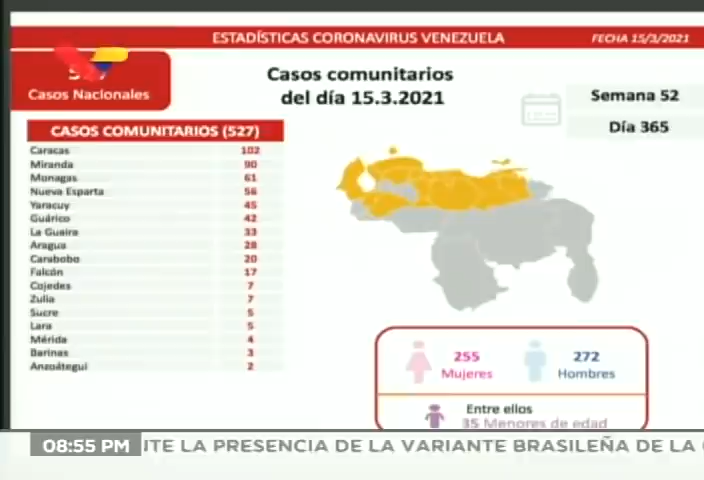 ESTADÍSTICAS CORONAVIRUS VENEZUELA
FECHA 15/3/2021
Casos Nacionales
Casos comunitarios
del día 15.3.2021
Semana 52
Día 365
CASOS COMUNITARIOS (527)
Caracas 102
Miranda 90
Monagas 61
Nueva Esparta 56
Yaracuy 45
Guárico 42
La Guaira 33
Aragua 28
Carabobo 20
Falcón 17
Cojedes 7
Zulia 7
Sucre 5
Lara 5
Mérida 4
Barinas 3
Anzoátegui 2
255
Mujeres
272
Hombres
Entre ellos
35 Menores de edad
08:55 PM ITE LA PRESENCIA DE LA VARIANTE BRASILEÑA DE LA